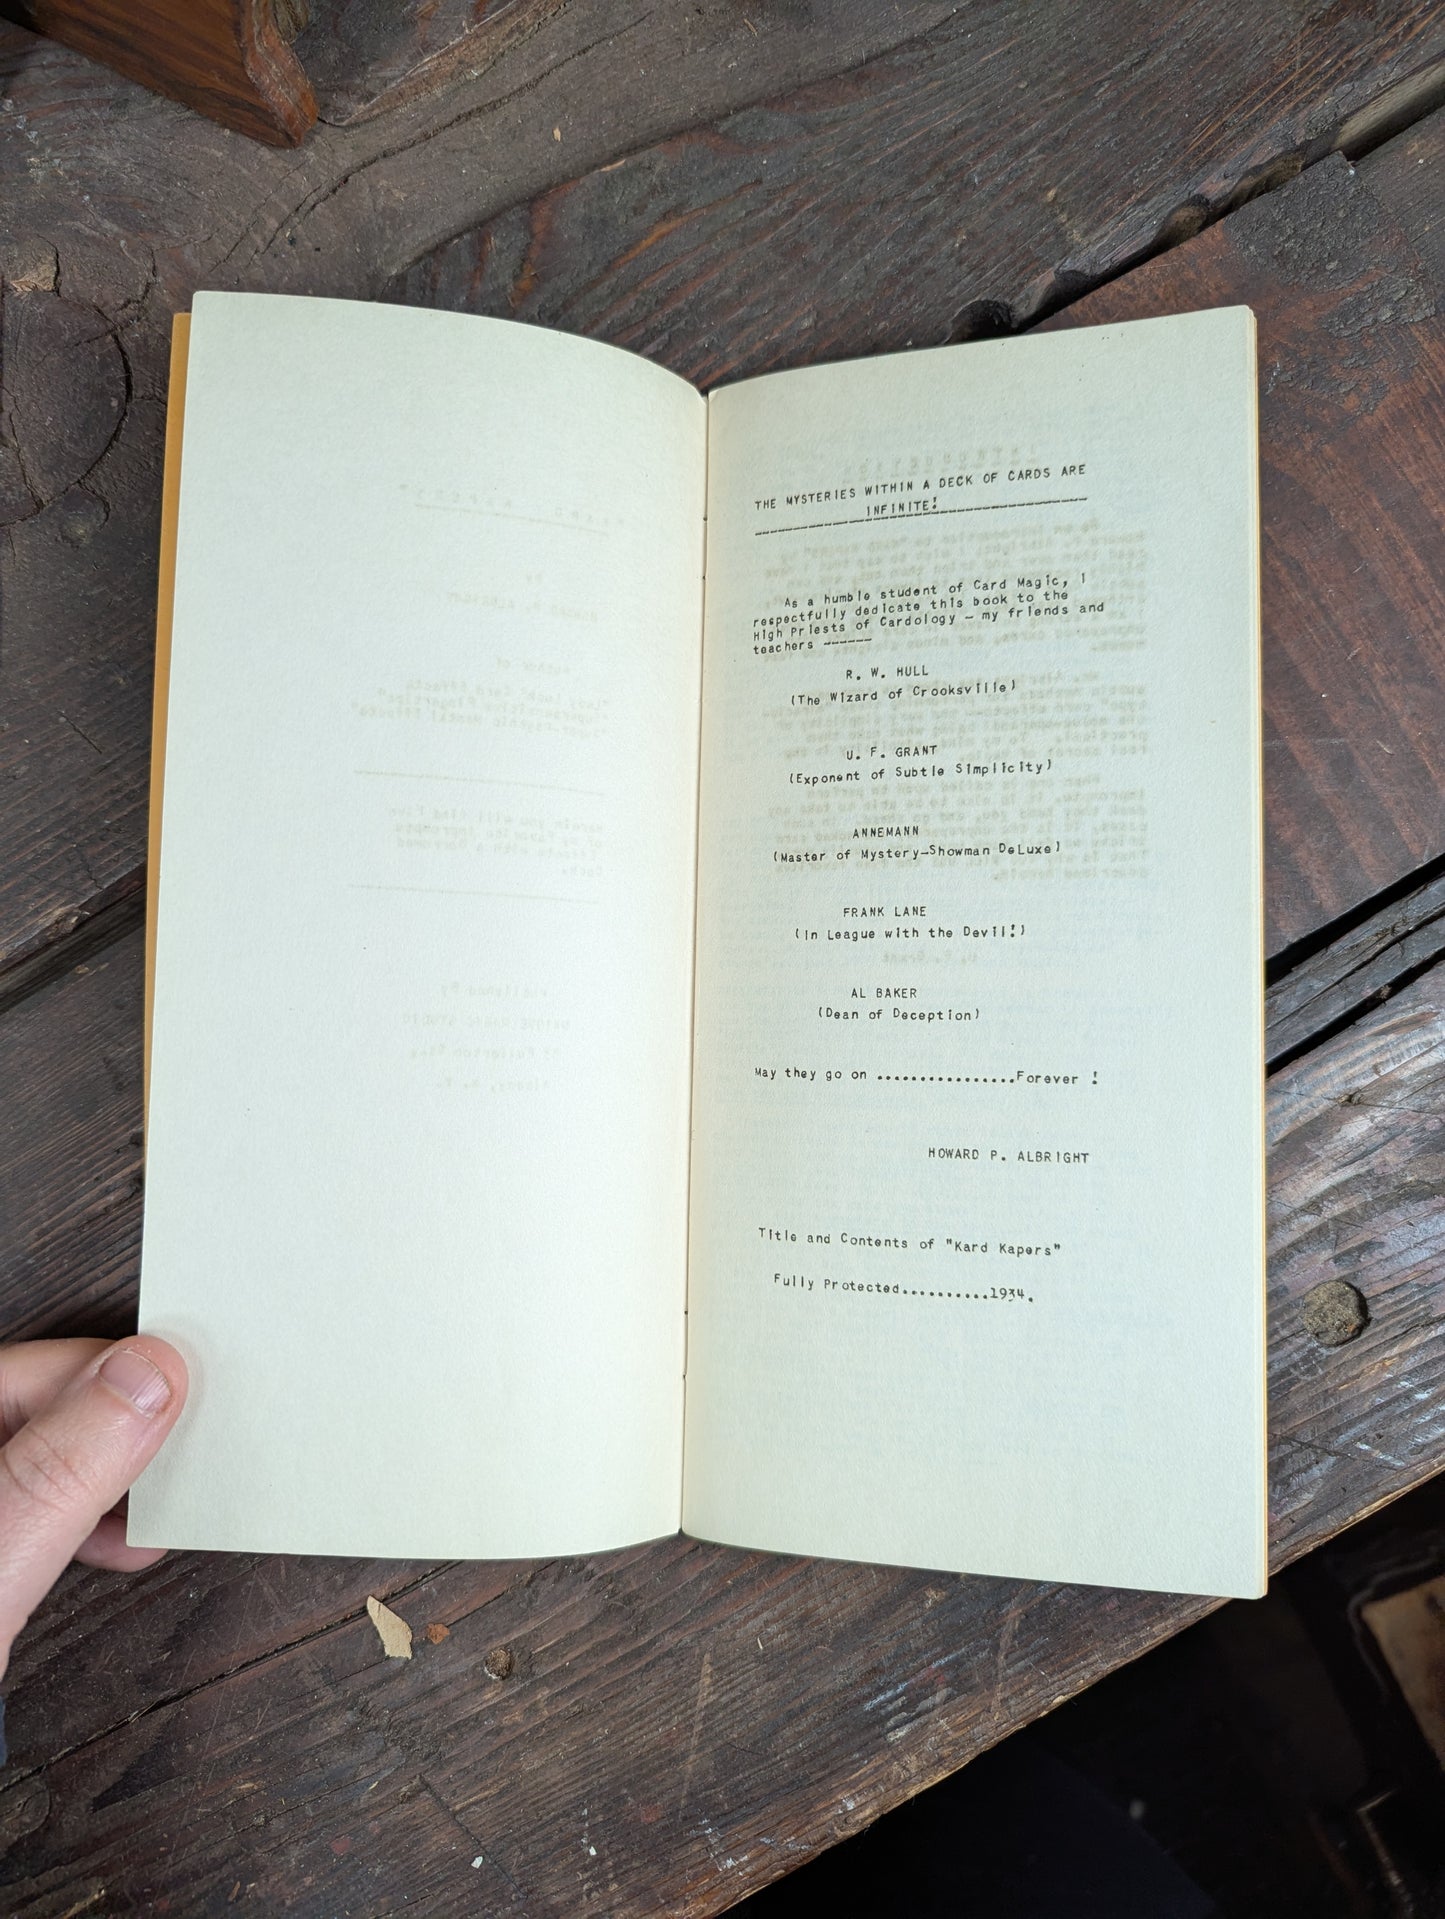 THE MYSTERIES WITHIN A DECK OF CARDS ARE
INFINITE!
As a humble student of Card Magic, I
respectfully dedicate this book to the
High Priests of Cardology - my friends and
teachers ------
R. W. HULL
(The Wizard of Crooksville)
U. F. GRANT
(Exponent of Subtle Simplicity)
ANNEMANN
(Master of Mystery-Showman DeLuxe)
FRANK LANE
(In League with the Devil!)
AL BAKER
(Dean of Deception)
May they go on ................Forever !
HOWARD P. ALBRIGHT
Title and Contents of "Kard Kapers"
Fully Protected..........1934.